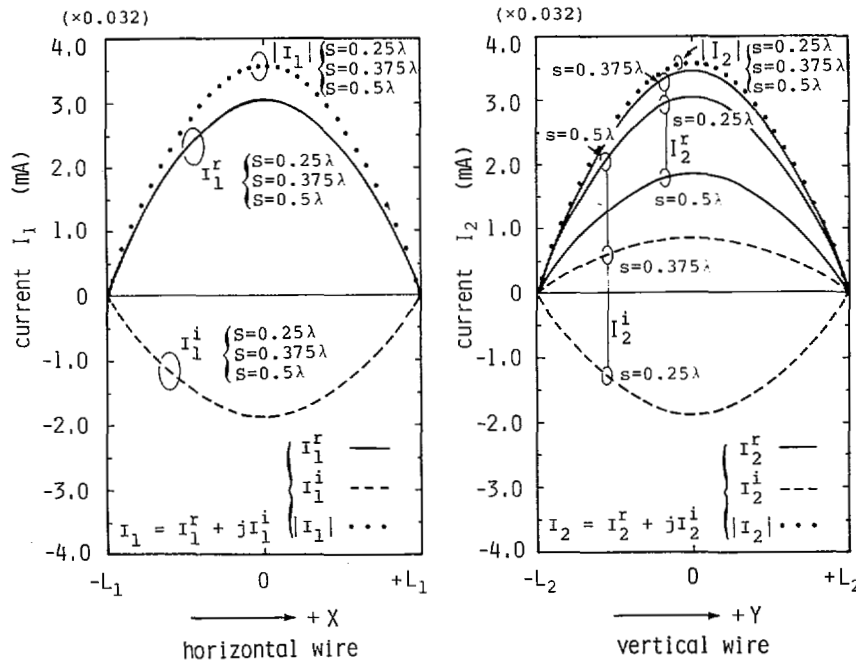 (×0.032)
4.0
3.0
2.0
1.0
0
-1.0
-2.0
-3.0
-4.0
current I₁ (mA)
|I₁| { S=0.25λ
S=0.375λ
S=0.5λ
I₁ʳ { S=0.25λ
S=0.375λ
S=0.5λ
I₁ⁱ { S=0.25λ
S=0.375λ
S=0.5λ
I₁ʳ
I₁ⁱ
|I₁|
I₁ = I₁ʳ + jI₁ⁱ
-L₁ 0 +L₁
+X
horizontal wire
(×0.032)
4.0
3.0
2.0
1.0
0
-1.0
-2.0
-3.0
-4.0
current I₂ (mA)
|I₂| { S=0.25λ
S=0.375λ
S=0.5λ
s=0.375λ
s=0.25λ
s=0.5λ
I₂ʳ
s=0.5λ
s=0.375λ
I₂ⁱ
s=0.25λ
I₂ʳ
I₂ⁱ
|I₂|
I₂ = I₂ʳ + jI₂ⁱ
-L₂ 0 +L₂
+Y
vertical wire